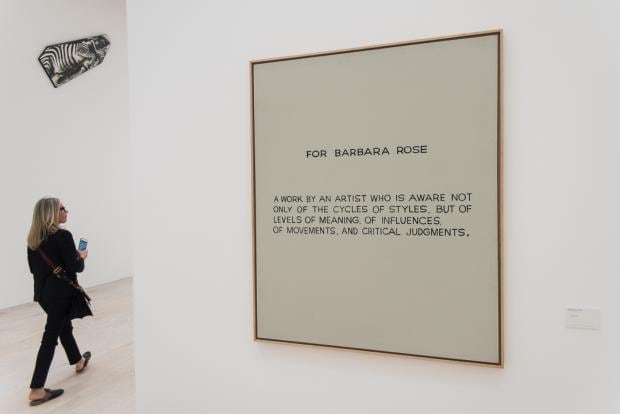 FOR BARBARA ROSE
A WORK BY AN ARTIST WHO IS AWARE NOT
ONLY OF THE CYCLES OF STYLES, BUT OF
LEVELS OF MEANING, OF INFLUENCES,
OF MOVEMENTS, AND CRITICAL JUDGMENTS.